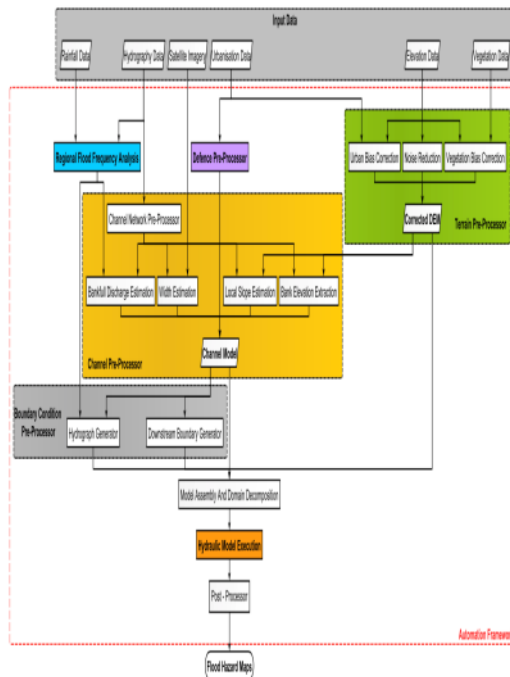 Input Data
Rainfall Data
Hydrography Data
Satellite Imagery
Urbanisation Data
Elevation Data
Vegetation Data
Regional Flood Frequency Analysis
Defence Pre-Processor
Urban Bias Correction
Noise Reduction
Vegetation Bias Correction
Corrected DEM
Terrain Pre-Processor
Channel Network Pre-Processor
Bankfull Discharge Estimation
Width Estimation
Local Slope Estimation
Bank Elevation Extraction
Channel Model
Channel Pre-Processor
Boundary Condition
Pre-Processor
Hydrograph Generator
Downstream Boundary Generator
Model Assembly And Domain Decomposition
Hydraulic Model Execution
Post - Processor
Automation Framework
Flood Hazard Maps